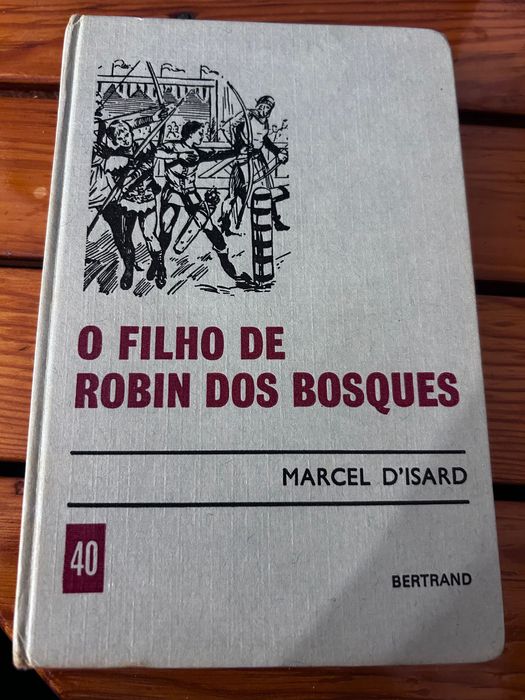 O FILHO DE
ROBIN DOS BOSQUES
MARCEL D'ISARD
40
BERTRAND